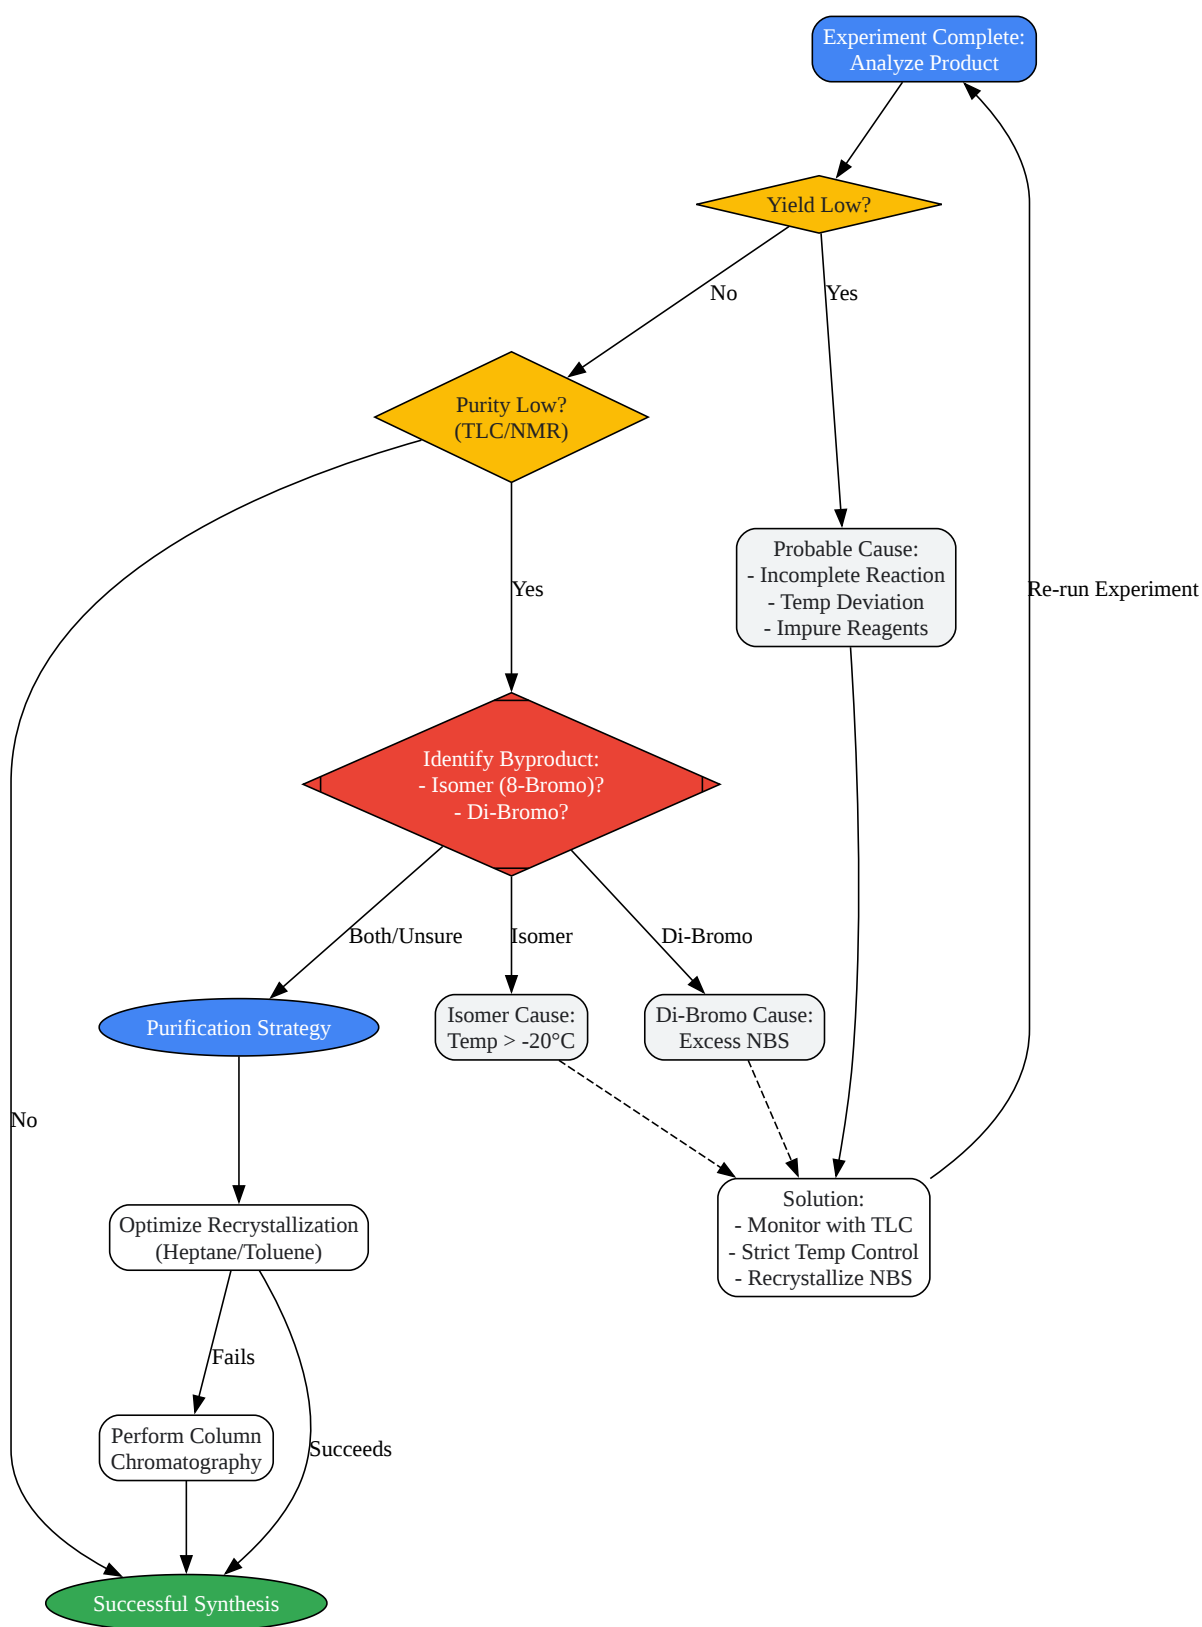 Experiment Complete:
Analyze Product
Yield Low?
No
Yes
Purity Low?
(TLC/NMR)
Probable Cause:
- Incomplete Reaction
- Temp Deviation
- Impure Reagents
Yes
Re-run Experiment
Identify Byproduct:
- Isomer (8-Bromo)?
- Di-Bromo?
Both/Unsure
Isomer
Di-Bromo
Purification Strategy
Isomer Cause:
Temp > -20°C
Di-Bromo Cause:
Excess NBS
No
Solution:
- Monitor with TLC
- Strict Temp Control
- Recrystallize NBS
Optimize Recrystallization
(Heptane/Toluene)
Fails
Succeeds
Perform Column
Chromatography
Successful Synthesis